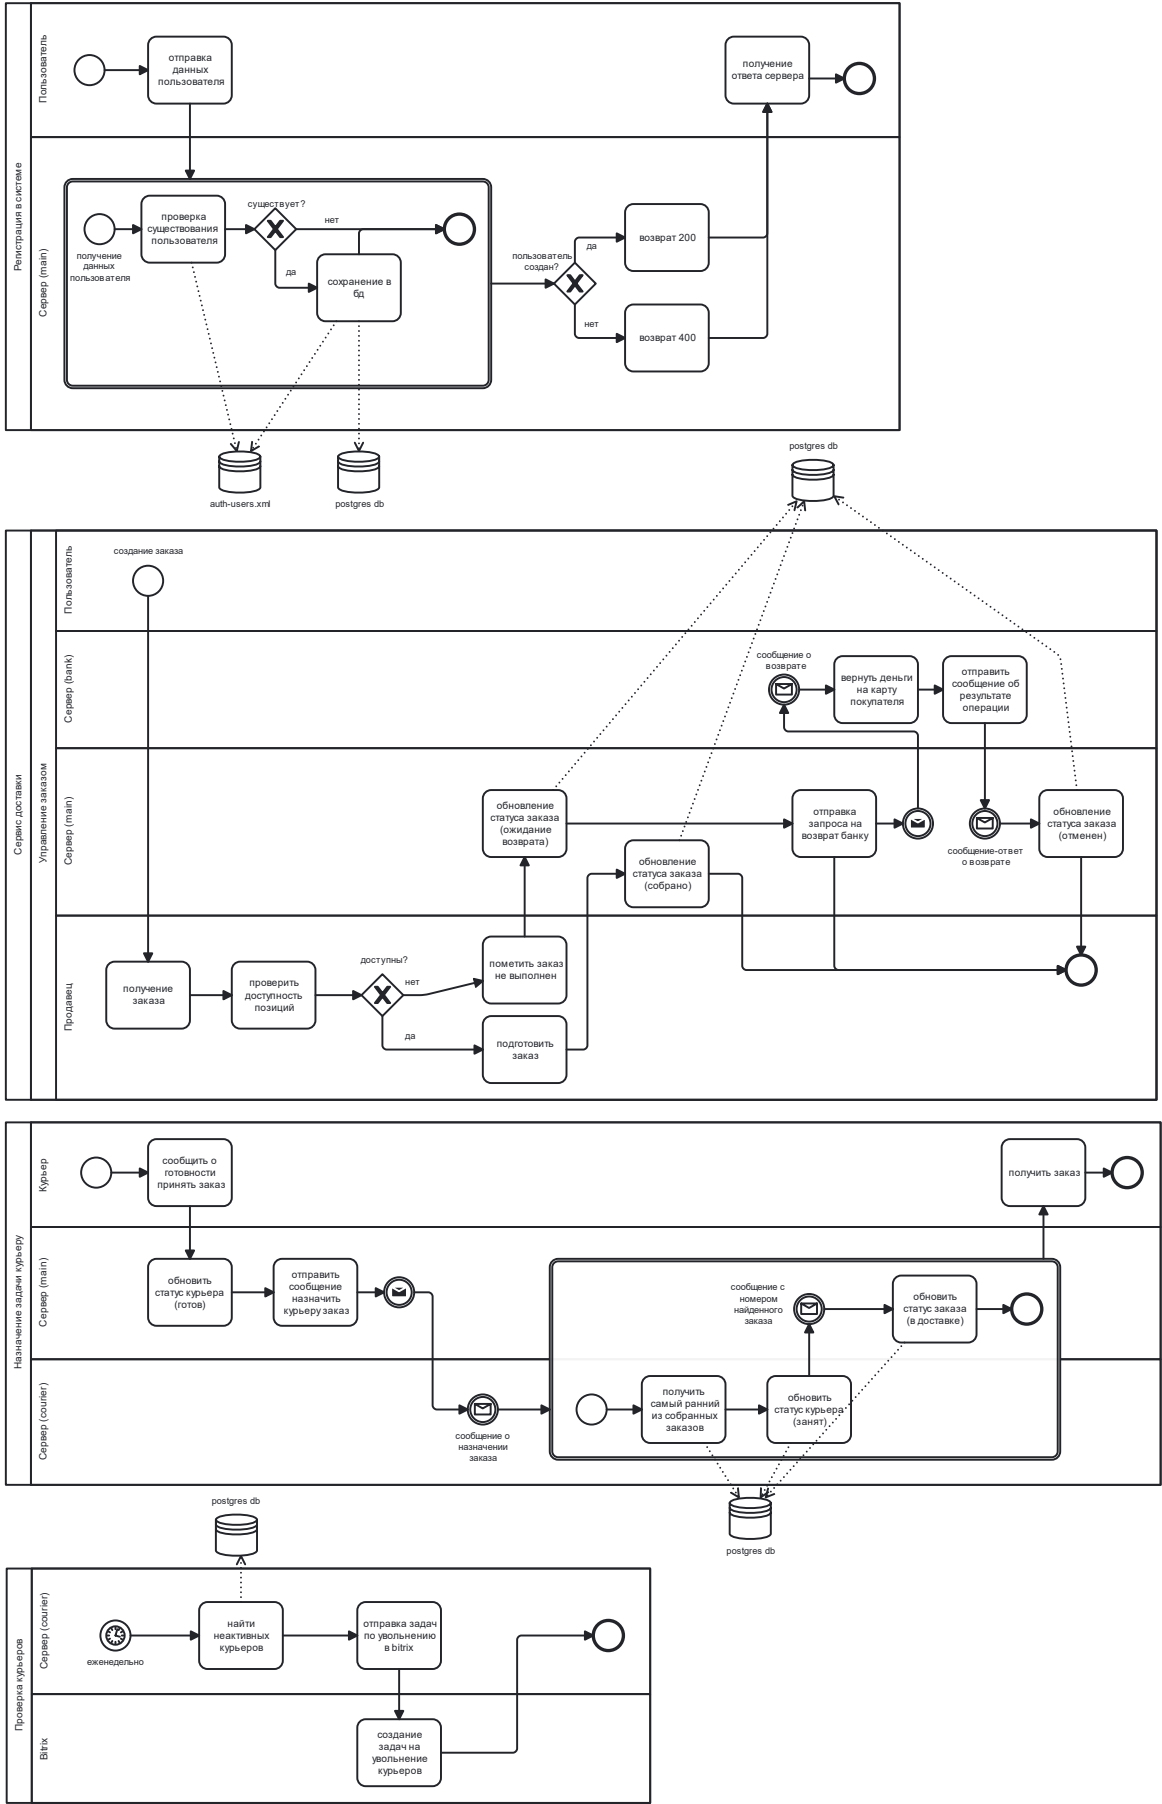 Регистрация в системе
Пользователь
отправка
данных
пользователя
получение
ответа сервера
Сервер (main)
получение
данных
пользователя
проверка
существования
пользователя
существует?
нет
да
сохранение в
бд
пользователь
создан?
да
нет
возврат 200
возврат 400
auth-users.xml
postgres db
postgres db
Сервис доставки
Управление заказом
Пользователь
создание заказа
Сервер (bank)
сообщение о
возврате
вернуть деньги
на карту
покупателя
отправить
сообщение об
результате
операции
Сервер (main)
обновление
статуса заказа
(ожидание
возврата)
обновление
статуса заказа
(собрано)
отправка
запроса на
возврат банку
сообщение-ответ
о возврате
обновление
статуса заказа
(отменен)
Продавец
получение
заказа
проверить
доступность
позиций
доступны?
нет
да
пометить заказ
не выполнен
подготовить
заказ
Назначение задачи курьеру
Курьер
сообщить о
готовности
принять заказ
получить заказ
Сервер (main)
обновить
статус курьера
(готов)
отправить
сообщение
назначить
курьеру заказ
сообщение с
номером
найденного
заказа
обновить
статус заказа
(в доставке)
Сервер (courier)
сообщение о
назначении
заказа
получить
самый ранний
из собранных
заказов
обновить
статус курьера
(занят)
postgres db
postgres db
Проверка курьеров
Сервер (courier)
еженедельно
найти
неактивных
курьеров
отправка задач
по увольнению
в bitrix
Bitrix
создание
задач на
увольнение
курьеров